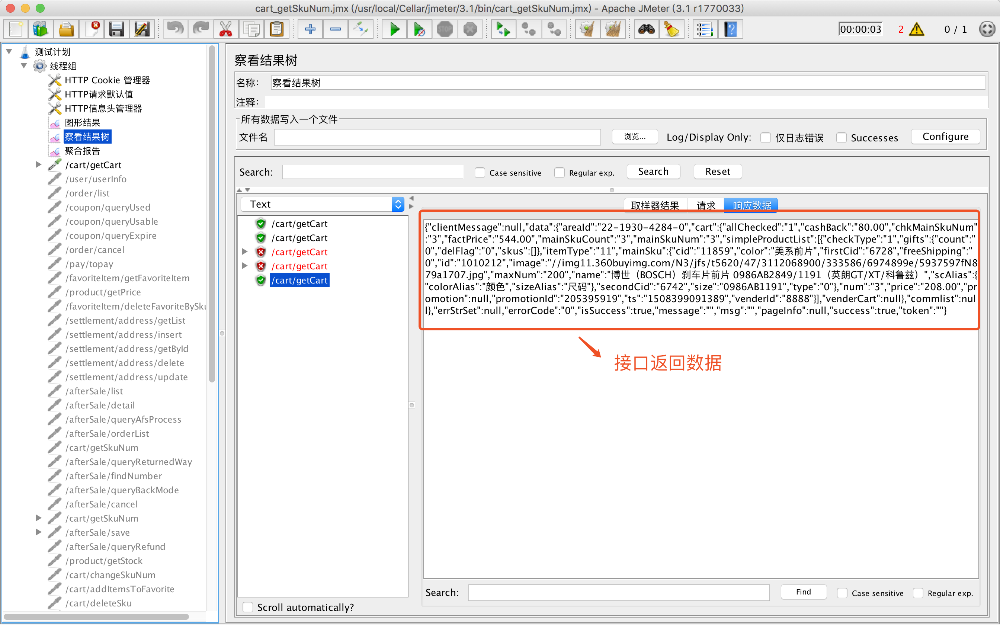 cart_getSkuNum.jmx (/usr/local/Cellar/jmeter/3.1/bin/cart_getSkuNum.jmx) - Apache JMeter (3.1 r1770033)
STOP
00:00:03
2
0 / 1
测试计划
线程组
HTTP Cookie 管理器
HTTP请求默认值
HTTP信息头管理器
图形结果
察看结果树
聚合报告
/cart/getCart
/user/userInfo
/order/list
/coupon/queryUsed
/coupon/queryUsable
/coupon/queryExpire
/order/cancel
/pay/topay
/favoriteItem/getFavoriteItem
/product/getPrice
/favoriteItem/deleteFavoriteBySku
/settlement/address/getList
/settlement/address/insert
/settlement/address/getById
/settlement/address/delete
/settlement/address/update
/afterSale/list
/afterSale/detail
/afterSale/queryAfsProcess
/afterSale/orderList
/cart/getSkuNum
/afterSale/queryReturnedWay
/afterSale/findNumber
/afterSale/queryBackMode
/afterSale/cancel
/cart/getSkuNum
/afterSale/save
/afterSale/queryRefund
/product/getStock
/cart/changeSkuNum
/cart/addItemsToFavorite
/cart/deleteSku
察看结果树
名称： 察看结果树
注释：
所有数据写入一个文件
文件名 浏览... Log/Display Only: 仅日志错误 Successes Configure
Search: Case sensitive Regular exp. Search Reset
Text
/cart/getCart
/cart/getCart
/cart/getCart
/cart/getCart
/cart/getCart
Scroll automatically?
取样器结果 请求 响应数据
{"clientMessage":null,"data":{"areaId":"22-1930-4284-0","cart":{"allChecked":"1","cashBack":"80.00","chkMainSkuNum"
:"3","factPrice":"544.00","mainSkuCount":"3","mainSkuNum":"3","simpleProductList":[{"checkType":"1","gifts":{"count":"
0","delFlag":"0","skus":[]},"itemType":"11","mainSku":{"cid":"11859","color":"美系前片","firstCid":"6728","freeShipping":"
0","id":"1010212","image":"//img11.360buyimg.com/N3/jfs/t5620/47/3112068900/333586/6974899e/5937597fN8
79a1707.jpg","maxNum":"200","name":"博世（BOSCH）刹车片前片 0986AB2849/1191（英朗GT/XT/科鲁兹）","scAlias":{
"colorAlias":"颜色","sizeAlias":"尺码"},"secondCid":"6742","size":"0986AB1191","type":"0"},"num":"3","price":"208.00","pr
omotion":null,"promotionId":"205395919","ts":"1508399091389","venderId":"8888"}],"venderCart":null},"commlist":nul
l},"errStrSet":null,"errorCode":"0","isSuccess":true,"message":"","msg":"","pageInfo":null,"success":true,"token":""}
接口返回数据
Search: Find Case sensitive Regular exp.